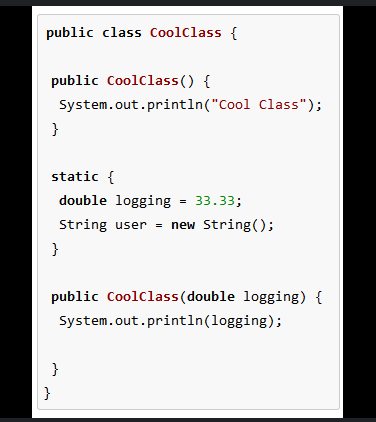 public class CoolClass {
public CoolClass() {
System.out.println("Cool Class");
}
static {
double logging = 33.33;
String user = new String();
}
public CoolClass(double logging) {
System.out.println(logging);
}
}